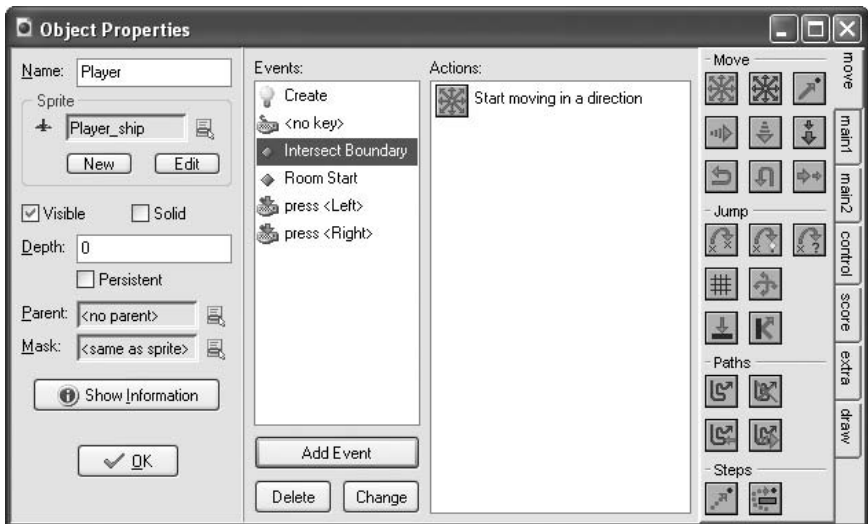 Object Properties
Name: Player
Sprite
Player_ship
New Edit
Visible Solid
Depth: 0
Persistent
Parent: <no parent>
Mask: <same as sprite>
Show Information
OK
Events:
Create
<no key>
Intersect Boundary
Room Start
press <Left>
press <Right>
Add Event
Delete Change
Actions:
Start moving in a direction
Move
Jump
Paths
Steps
move
main1
main2
control
score
extra
draw